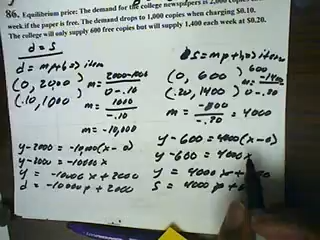 86. Equilibrium price: The demand for the college newspapers is 2,000 copies
week if the paper is free. The demand drops to 1,000 copies when charging $0.10.
The college will only supply 600 free copies but will supply 1,400 each week at $0.20.
d = s
d = mp+b
(0, 2000)
(.10, 1000)
m = 2000-1000
0-.10
m = 1000
-.10
m = -10,000
y-2000 = -10,000(x-0)
y-2000 = -10000x
y = -10000x + 2000
d = -10000p + 2000
s = mp+b
(0, 600)
(.20, 1400)
m = 600-1400
0-.20
m = -800
-.20
= 4000
y-600 = 4000(x-0)
y-600 = 4000x
y = 4000x +
s = 4000p +